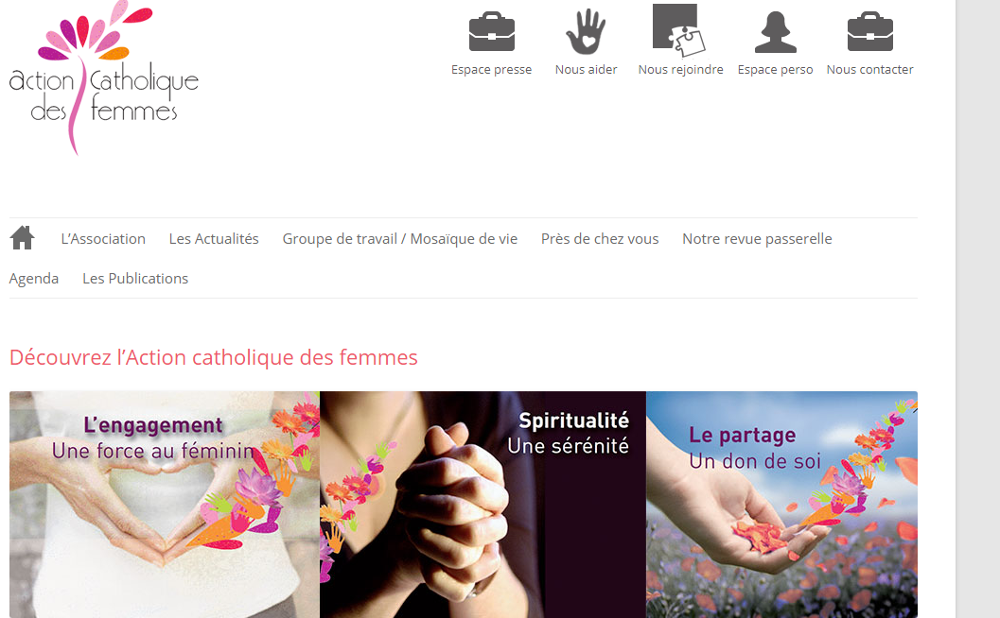 action Catholique
des femmes
Espace presse
Nous aider
Nous rejoindre
Espace perso
Nous contacter
L’Association
Les Actualités
Groupe de travail / Mosaïque de vie
Près de chez vous
Notre revue passerelle
Agenda
Les Publications
Découvrez l’Action catholique des femmes
L’engagement
Une force au féminin
Spiritualité
Une sérénité
Le partage
Un don de soi